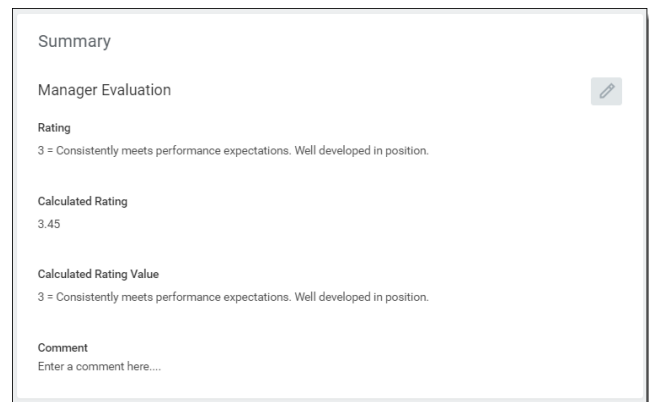 Summary
Manager Evaluation
Rating
3 = Consistently meets performance expectations. Well developed in position.
Calculated Rating
3.45
Calculated Rating Value
3 = Consistently meets performance expectations. Well developed in position.
Comment
Enter a comment here....